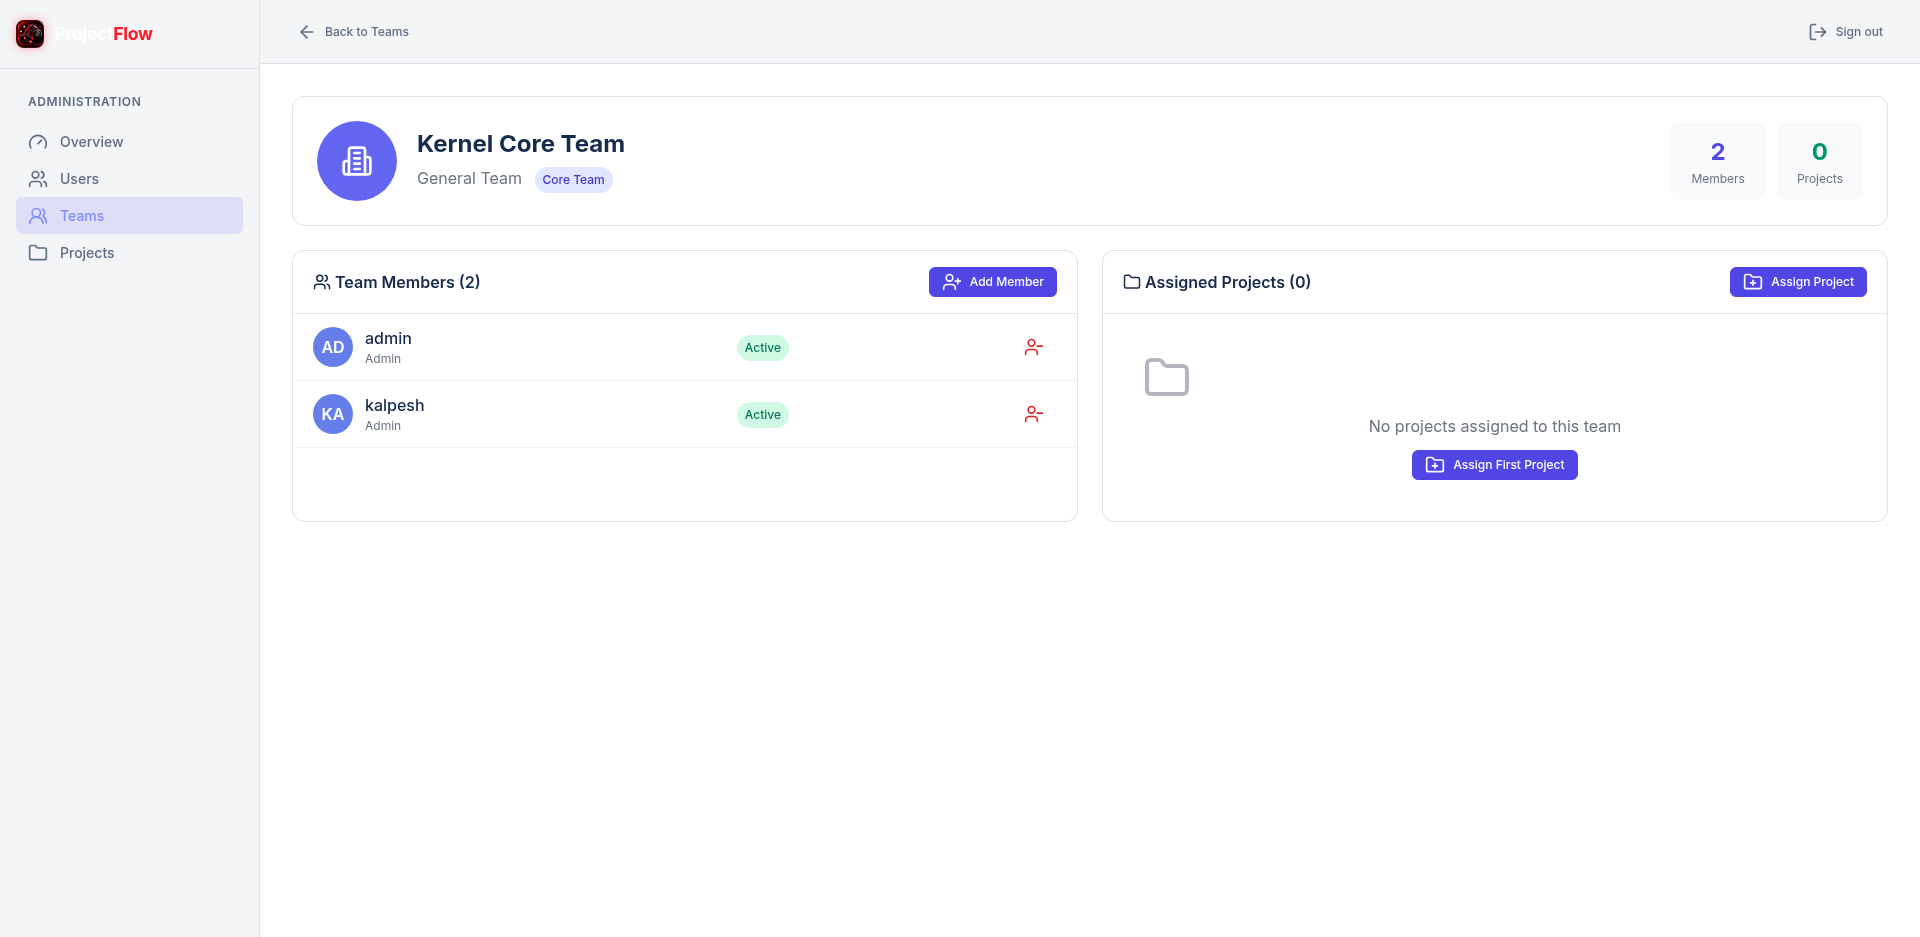 ProjectFlow
ADMINISTRATION
Overview
Users
Teams
Projects
Back to Teams
Sign out
Kernel Core Team
General Team Core Team
2
Members
0
Projects
Team Members (2)
Add Member
AD
admin
Admin
Active
KA
kalpesh
Admin
Active
Assigned Projects (0)
Assign Project
No projects assigned to this team
Assign First Project